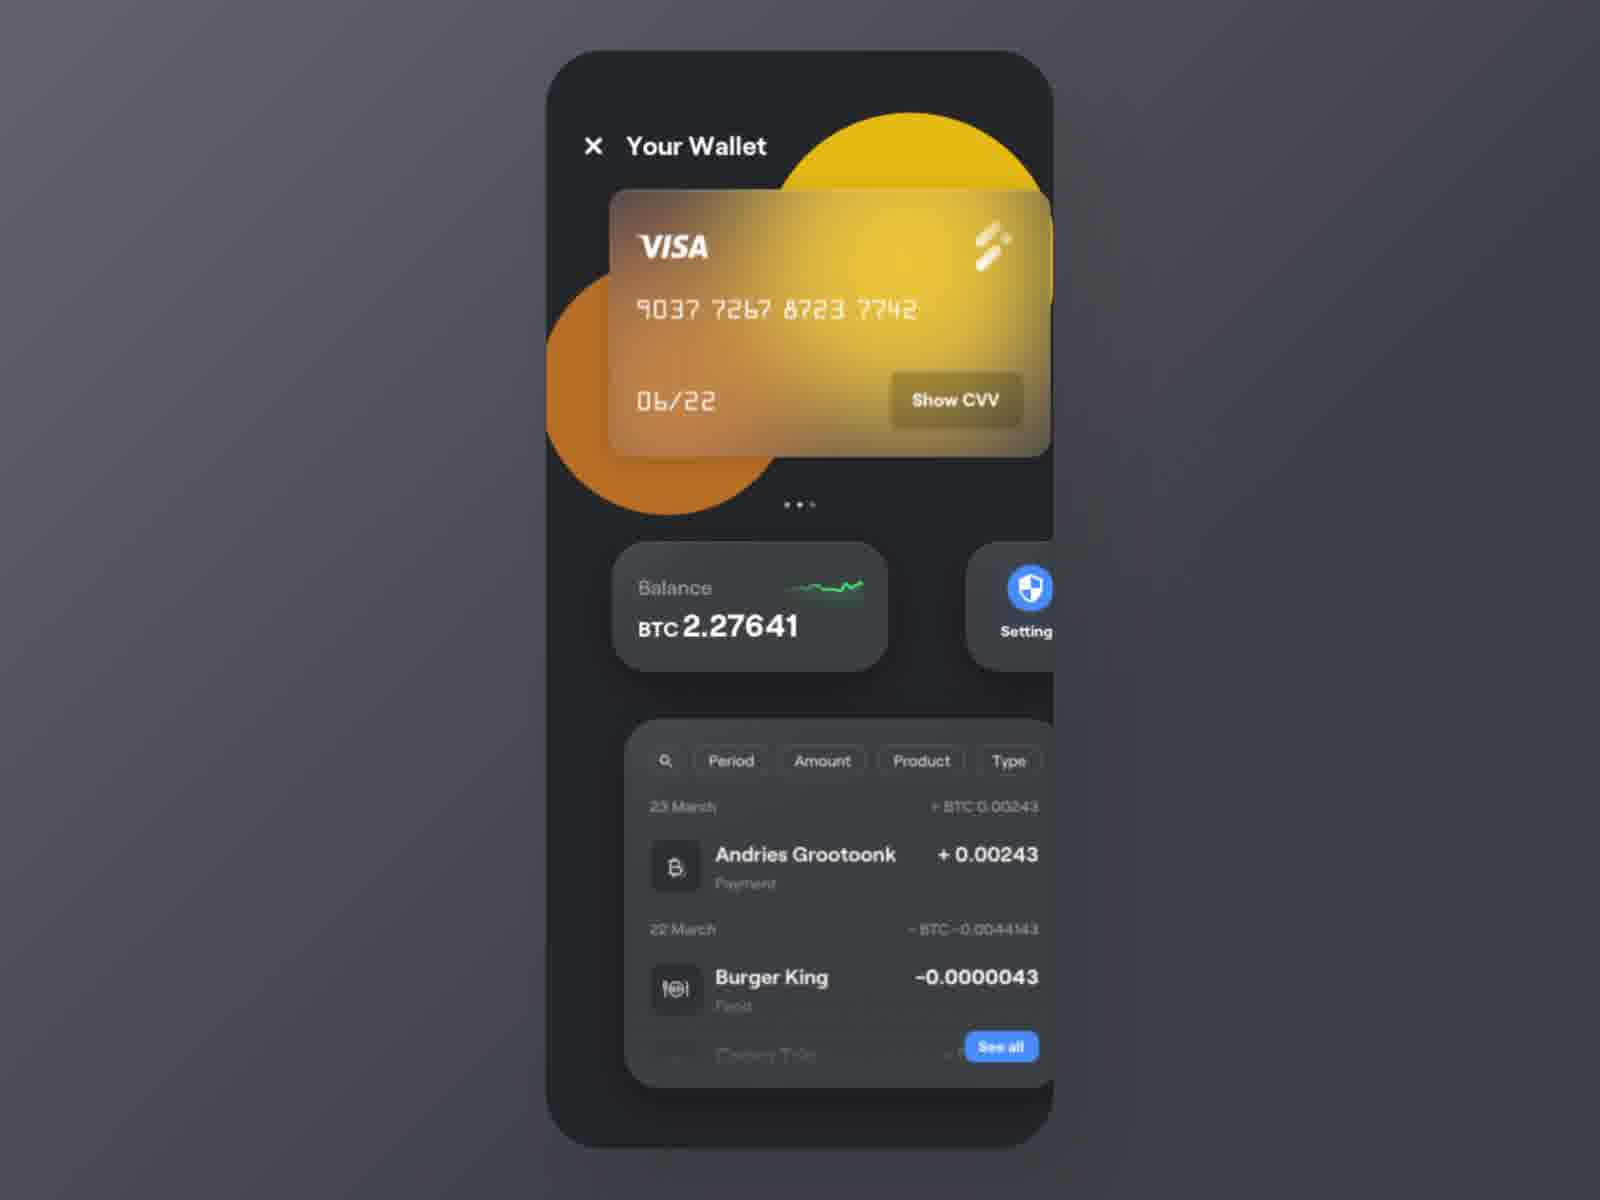 Your Wallet
VISA
9037 7267 8723 7742
06/22
Show CVV
Balance
BTC 2.27641
Setting
Period Amount Product Type
23 March + BTC 0.00243
Andries Grootoonk + 0.00243
Payment
22 March - BTC -0.0044143
Burger King -0.0000043
Food
See all